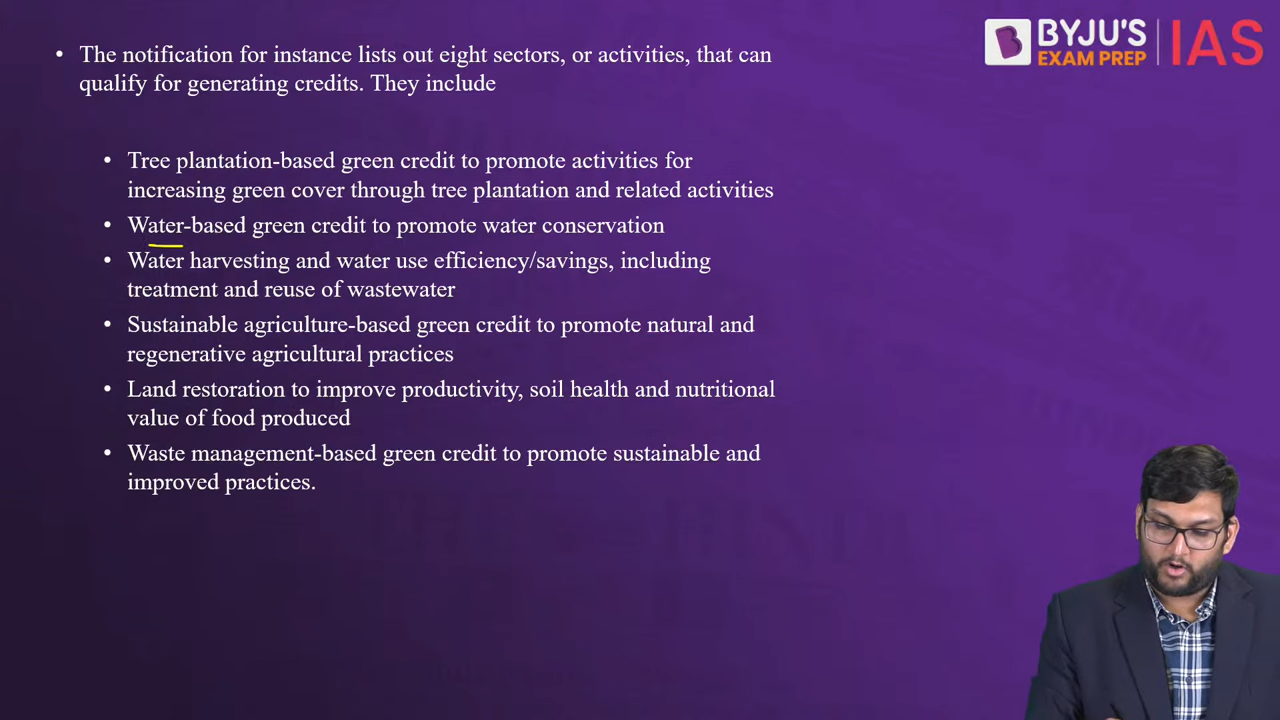 • The notification for instance lists out eight sectors, or activities, that can
qualify for generating credits. They include
• Tree plantation-based green credit to promote activities for
increasing green cover through tree plantation and related activities
• Water-based green credit to promote water conservation
• Water harvesting and water use efficiency/savings, including
treatment and reuse of wastewater
• Sustainable agriculture-based green credit to promote natural and
regenerative agricultural practices
• Land restoration to improve productivity, soil health and nutritional
value of food produced
• Waste management-based green credit to promote sustainable and
improved practices.
BYJU'S
EXAM PREP
IAS